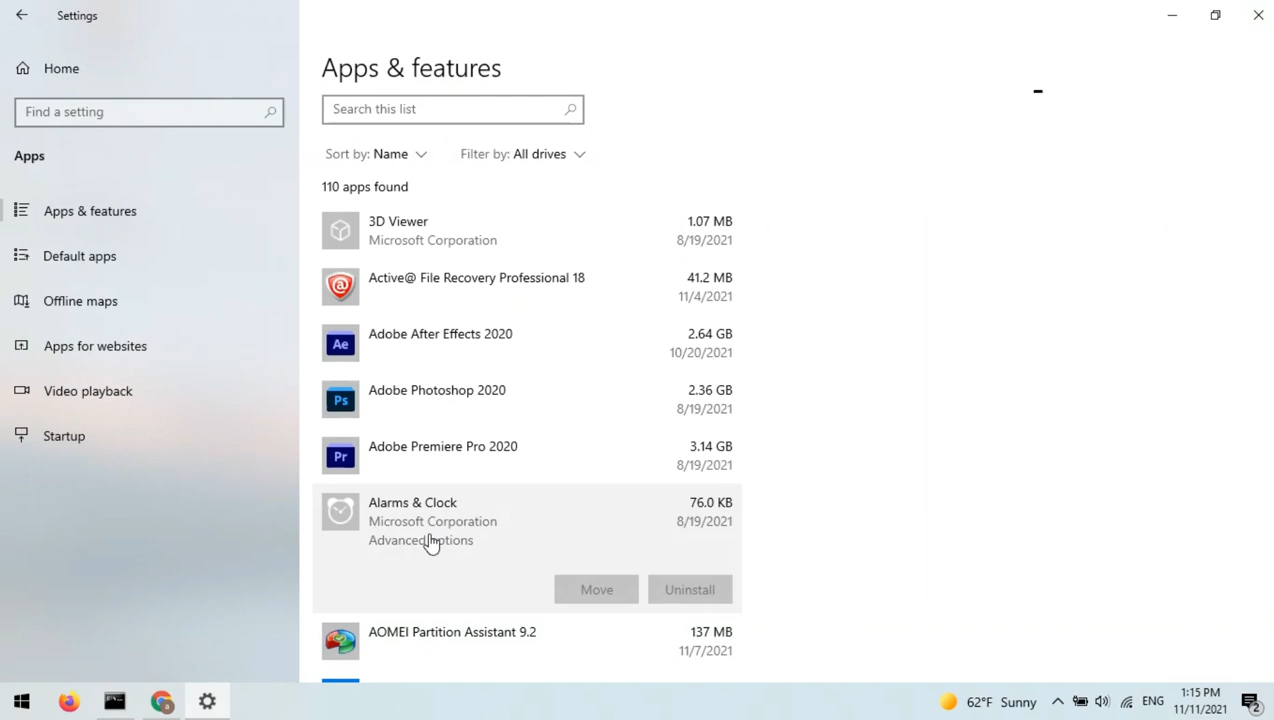 Settings
Home
Find a setting
Apps
Apps & features
Default apps
Offline maps
Apps for websites
Video playback
Startup
Apps & features
Search this list
Sort by: Name
Filter by: All drives
110 apps found
3D Viewer 1.07 MB
Microsoft Corporation 8/19/2021
@
Active@ File Recovery Professional 18 41.2 MB
11/4/2021
Ae
Adobe After Effects 2020 2.64 GB
10/20/2021
Ps
Adobe Photoshop 2020 2.36 GB
8/19/2021
Pr
Adobe Premiere Pro 2020 3.14 GB
8/19/2021
Alarms & Clock 76.0 KB
Microsoft Corporation 8/19/2021
Advanced options
Move Uninstall
AOMEI Partition Assistant 9.2 137 MB
11/7/2021
62°F Sunny
ENG
1:15 PM
11/11/2021
2